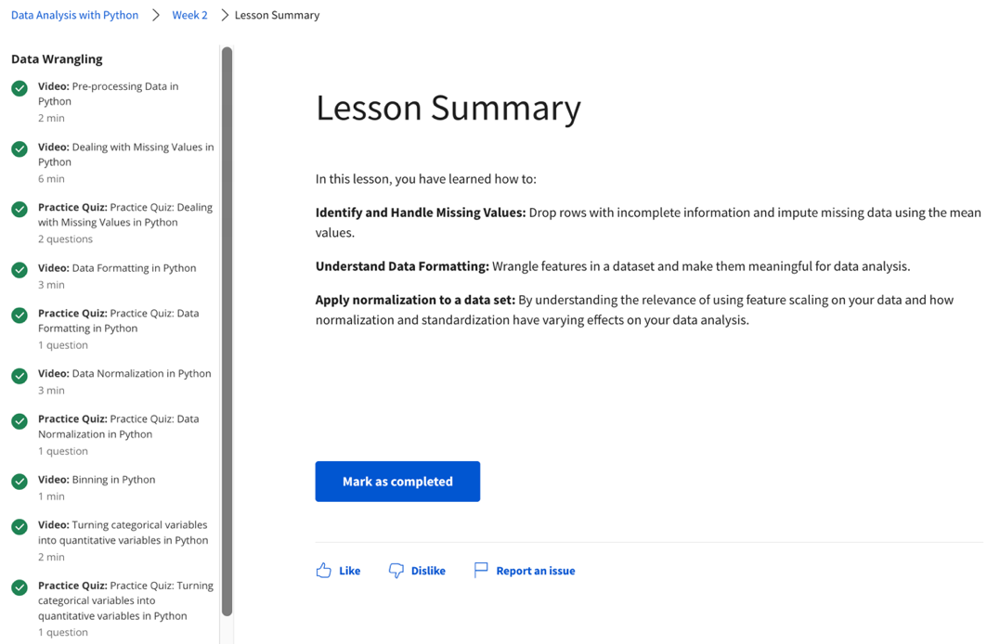 Data Analysis with Python > Week 2 > Lesson Summary
Data Wrangling
Video: Pre-processing Data in
Python
2 min
Video: Dealing with Missing Values in
Python
6 min
Practice Quiz: Practice Quiz: Dealing
with Missing Values in Python
2 questions
Video: Data Formatting in Python
3 min
Practice Quiz: Practice Quiz: Data
Formatting in Python
1 question
Video: Data Normalization in Python
3 min
Practice Quiz: Practice Quiz: Data
Normalization in Python
1 question
Video: Binning in Python
1 min
Video: Turning categorical variables
into quantitative variables in Python
2 min
Practice Quiz: Practice Quiz: Turning
categorical variables into
quantitative variables in Python
1 question
Lesson Summary
In this lesson, you have learned how to:
Identify and Handle Missing Values: Drop rows with incomplete information and impute missing data using the mean
values.
Understand Data Formatting: Wrangle features in a dataset and make them meaningful for data analysis.
Apply normalization to a data set: By understanding the relevance of using feature scaling on your data and how
normalization and standardization have varying effects on your data analysis.
Mark as completed
Like Dislike Report an issue